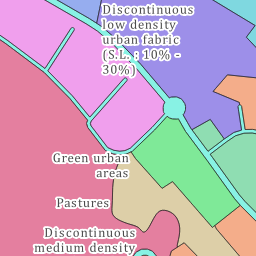 Discontinuous
low density
urban fabric
(S.L. : 10% -
30%)
Green urban
areas
Pastures
Discontinuous
medium density